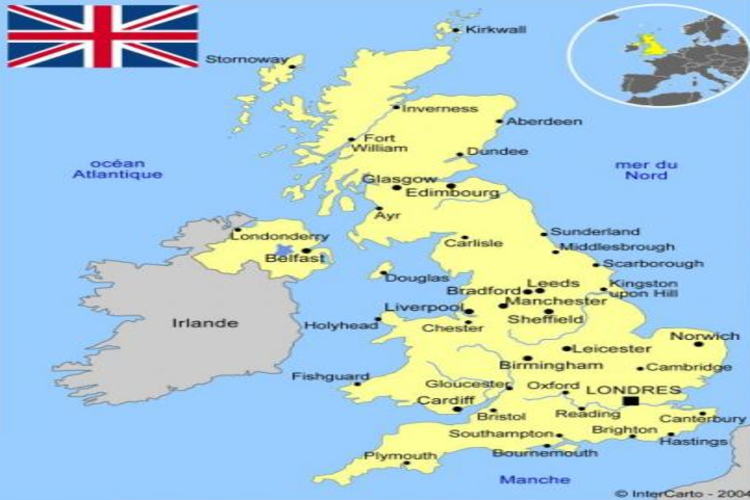 Kirkwall
Stornoway
Inverness
Aberdeen
Fort
William
Dundee
océan
Atlantique
mer du
Nord
Glasgow
Edimbourg
Ayr
Londonderry
Belfast
Carlisle
Sunderland
Middlesbrough
Scarborough
Douglas
Bradford
Leeds
Kingston
upon Hill
Liverpool
Manchester
Irlande
Holyhead
Chester
Sheffield
Norwich
Leicester
Birmingham
Cambridge
Fishguard
Gloucester
Oxford
LONDRES
Cardiff
Bristol
Reading
Canterbury
Southampton
Brighton
Hastings
Plymouth
Bournemouth
Manche
© InterCarto - 2004